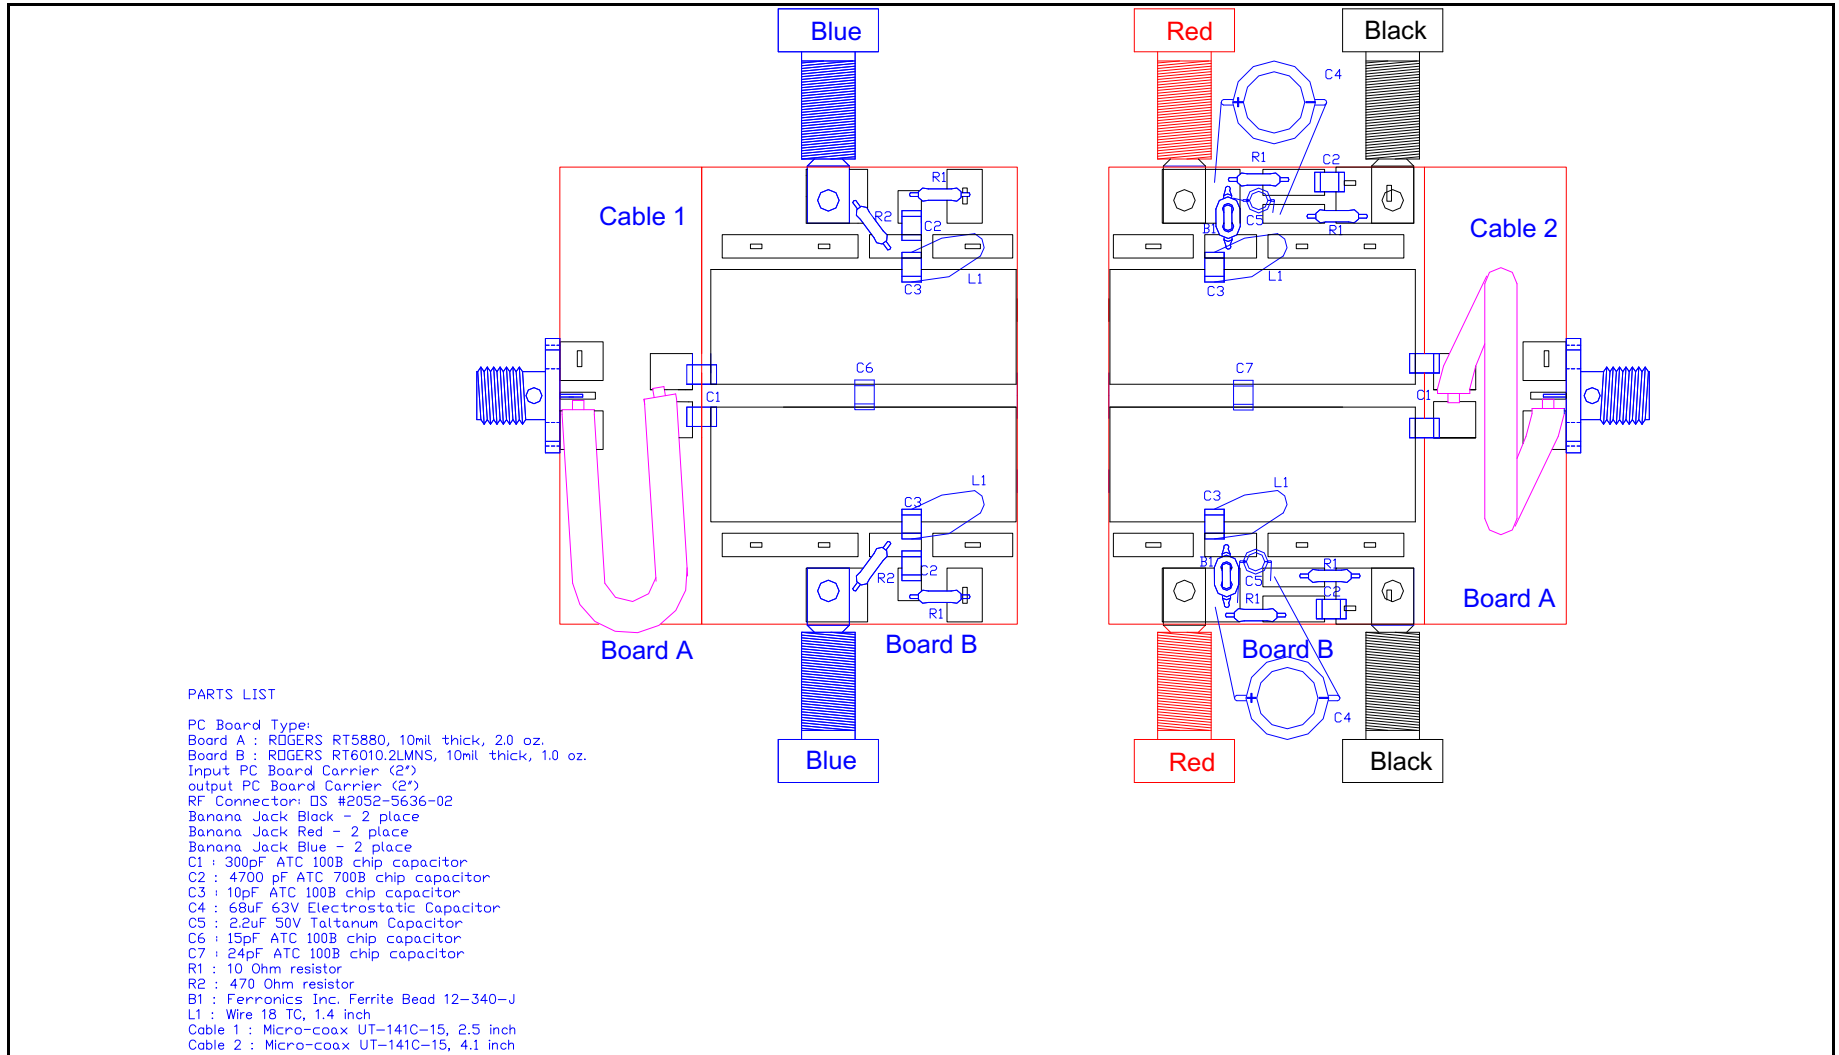 Blue
Red
Black
C4
R1
R1
C2
Cable 1
R2
C2
C5
B1
R1
Cable 2
L1
C3
L1
C3
C6
C7
C1
C1
L1
C3
L1
C3
R2
C2
R1
B1
C5
R1
R1
C2
Board A
Board A
Board B
Board B
C4
Blue
Red
Black
PARTS LIST
PC Board Type:
Board A : ROGERS RT5880, 10mil thick, 2.0 oz.
Board B : ROGERS RT6010.2LMNS, 10mil thick, 1.0 oz.
Input PC Board Carrier (2")
output PC Board Carrier (2")
RF Connector: OS #2052-5636-02
Banana Jack Black - 2 place
Banana Jack Red - 2 place
Banana Jack Blue - 2 place
C1 : 300pF ATC 100B chip capacitor
C2 : 4700 pF ATC 700B chip capacitor
C3 : 10pF ATC 100B chip capacitor
C4 : 68uF 63V Electrostatic Capacitor
C5 : 2.2uF 50V Taltanum Capacitor
C6 : 15pF ATC 100B chip capacitor
C7 : 24pF ATC 100B chip capacitor
R1 : 10 Ohm resistor
R2 : 470 Ohm resistor
B1 : Ferronics Inc. Ferrite Bead 12-340-J
L1 : Wire 18 TC, 1.4 inch
Cable 1 : Micro-coax UT-141C-15, 2.5 inch
Cable 2 : Micro-coax UT-141C-15, 4.1 inch